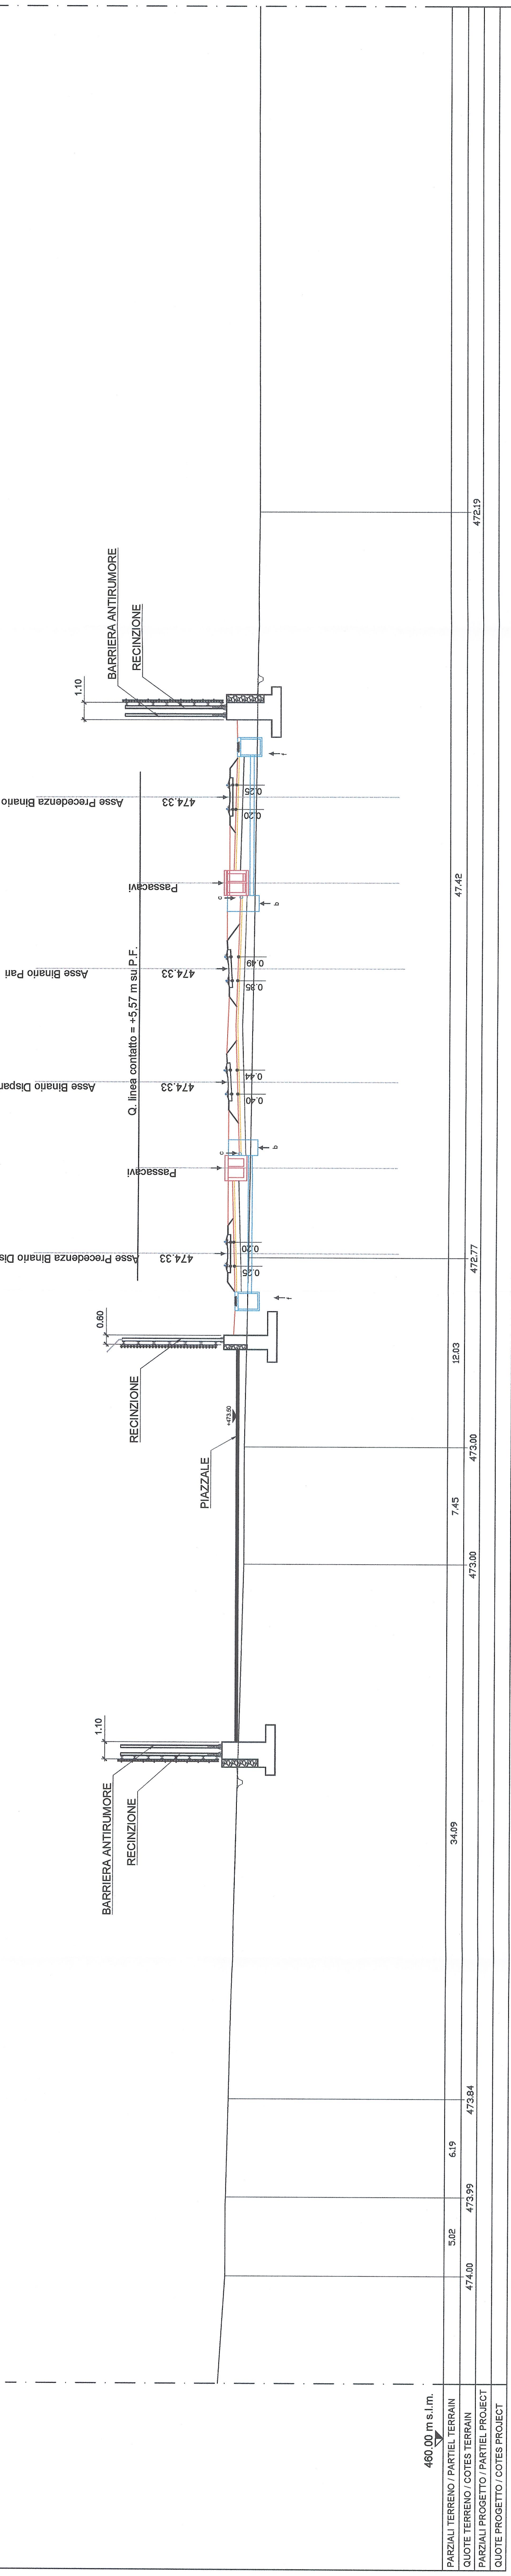 1.10
BARRIERA ANTIRUMORE
RECINZIONE
Asse Precedenza Binario
474.33
Passacavi
Asse Binario Pari
474.33
Q. linea contatto = +5,57 m su P.F.
Asse Binario Dispar
474.33
Passacavi
Asse Precedenza Binario Dis
474.33
0.25
0.20
f
c
b
0.49
0.35
0.44
0.40
c
b
0.20
0.25
f
0.60
RECINZIONE
PIAZZALE
+473.50
1.10
BARRIERA ANTIRUMORE
RECINZIONE
460.00 m s.l.m.
PARZIALI TERRENO / PARTIEL TERRAIN
5.02
6.19
34.09
7.45
12.03
47.42
QUOTE TERRENO / COTES TERRAIN
474.00
473.99
473.84
473.00
473.00
472.77
472.19
PARZIALI PROGETTO / PARTIEL PROJECT
QUOTE PROGETTO / COTES PROJECT